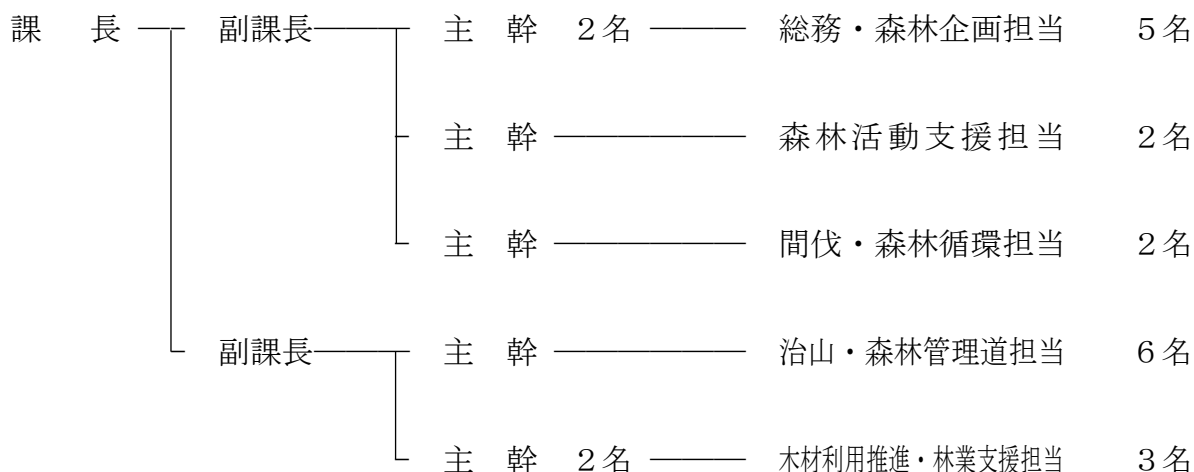 課　長　副課長　主　幹　２名　総務・森林企画担当　５名
主　幹　森林活動支援担当　２名
主　幹　間伐・森林循環担当　２名
副課長　主　幹　治山・森林管理道担当　６名
主　幹　２名　木材利用推進・林業支援担当　３名